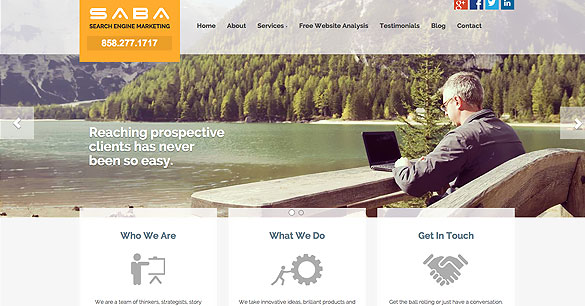 SABA
SEARCH ENGINE MARKETING
858.277.1717
Home About Services Free Website Analysis Testimonials Blog Contact
Reaching prospective
clients has never
been so easy.
Who We Are
What We Do
Get In Touch
We are a team of thinkers, strategists, story
We take innovative ideas, brilliant products and
Get the ball rolling or just have a conversation.